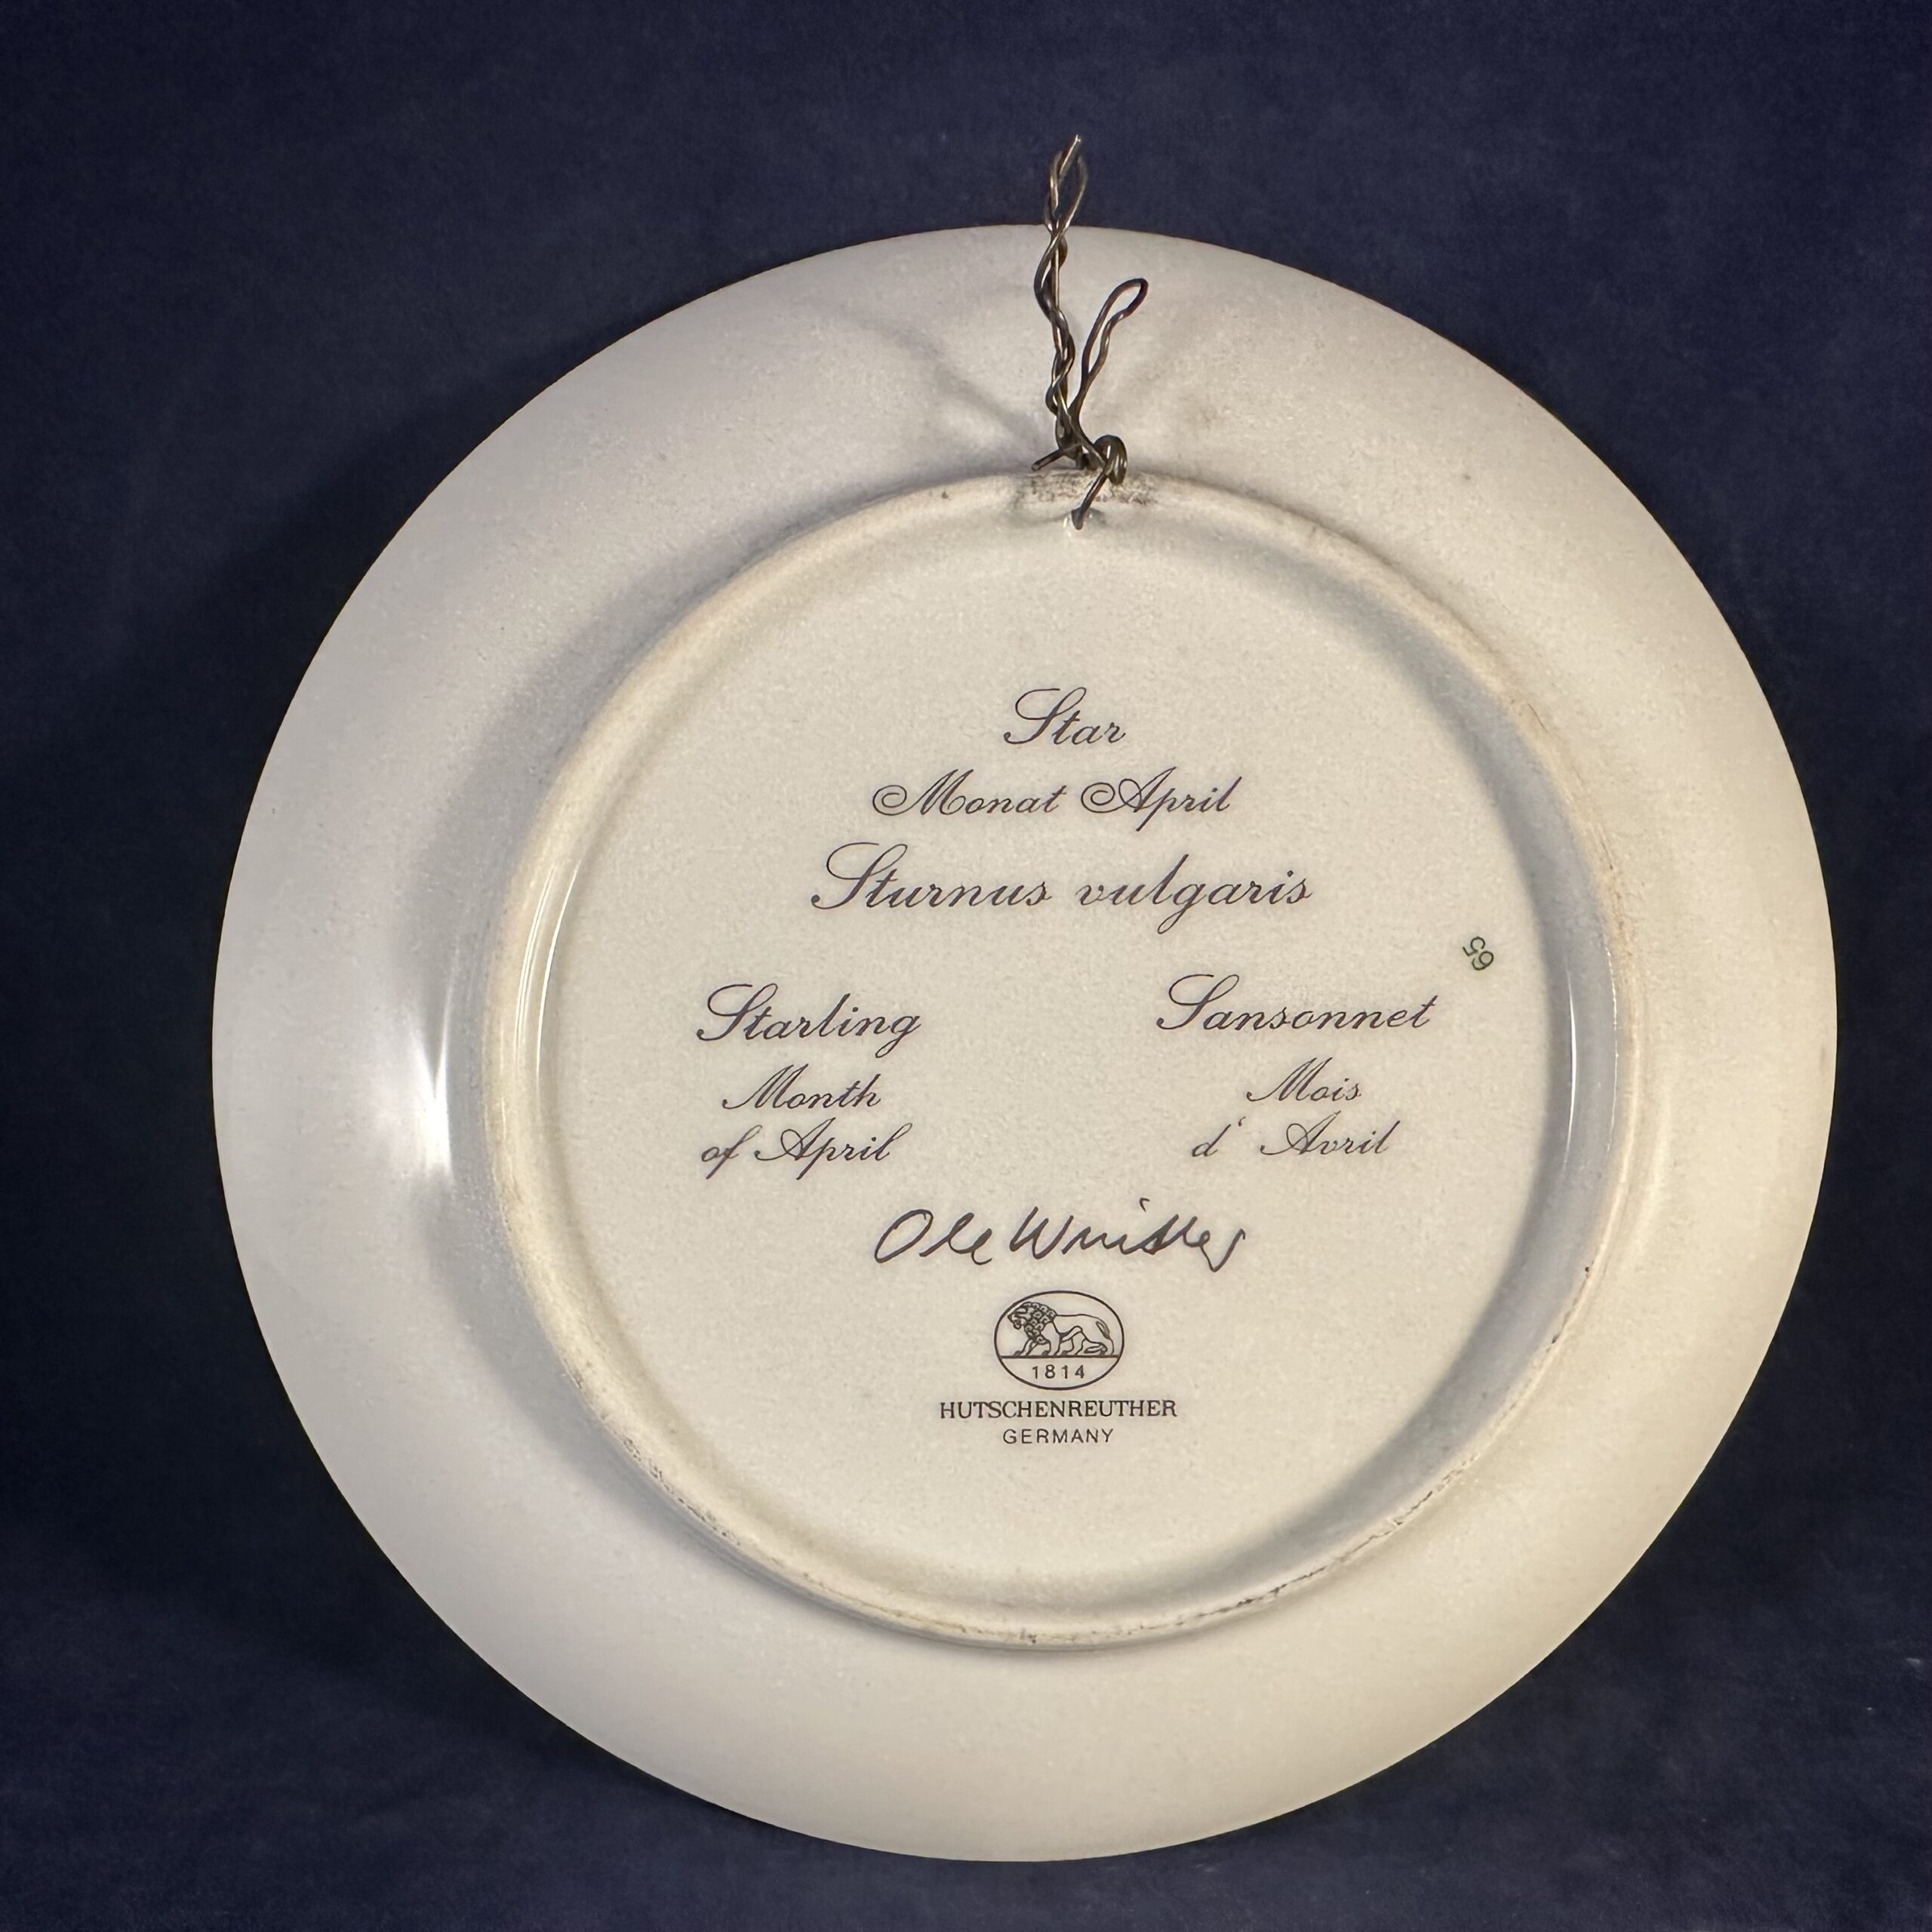 Star
Monat April
Sturnus vulgaris
65
Starling
Month
of April
Sansonnet
Mois
d' Avril
Ole Winther
1814
HUTSCHENREUTHER
GERMANY